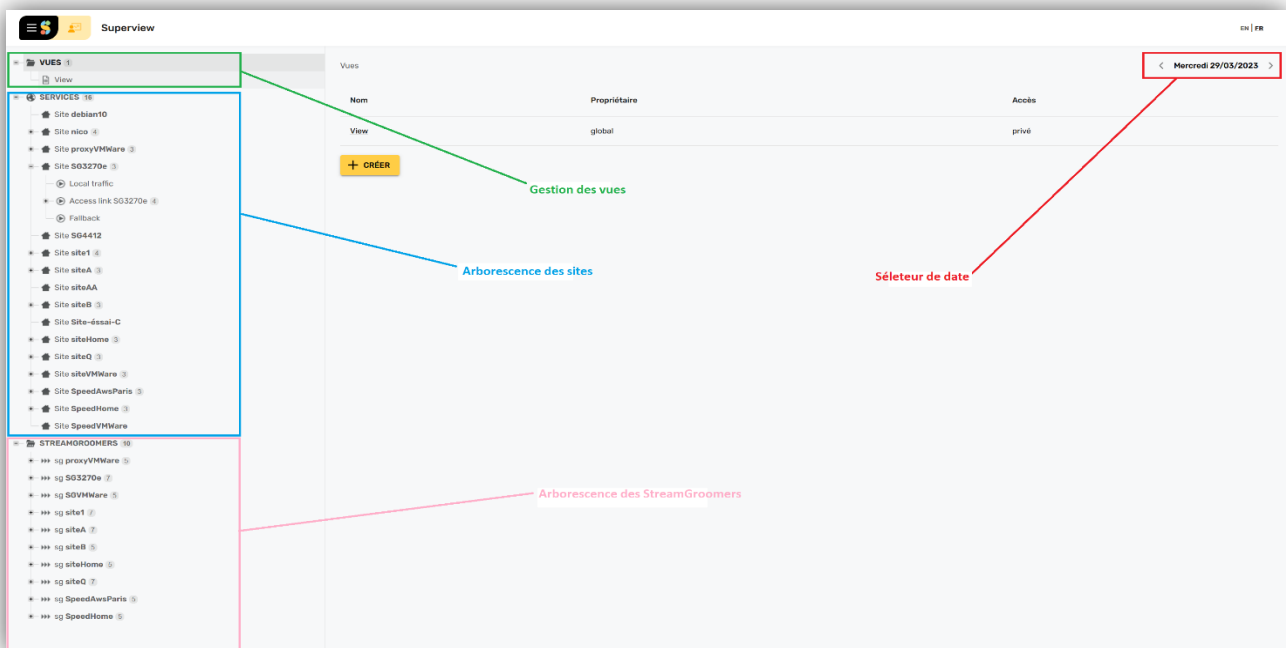 Superview
EN | FR
VUES 1
View
SERVICES 16
Site debian10
Site nico 4
Site proxyVMWare 3
Site SG3270e 3
Local traffic
Access link SG3270e 4
Fallback
Site SG4412
Site site1 4
Site siteA 3
Site siteAA
Site siteB 3
Site Site-éssai-C
Site siteHome 3
Site siteQ 3
Site siteVMWare 3
Site SpeedAwsParis 3
Site SpeedHome 3
Site SpeedVMWare
STREAMGROOMERS 10
sg proxyVMWare 5
sg SG3270e 7
sg SGVMWare 5
sg site1 7
sg siteA 7
sg siteB 5
sg siteHome 5
sg siteQ 7
sg SpeedAwsParis 5
sg SpeedHome 5
Vues
Mercredi 29/03/2023
Nom Propriétaire Accès
View global privé
+ CRÉER
Gestion des vues
Arborescence des sites
Séleteur de date
Arborescence des StreamGroomers